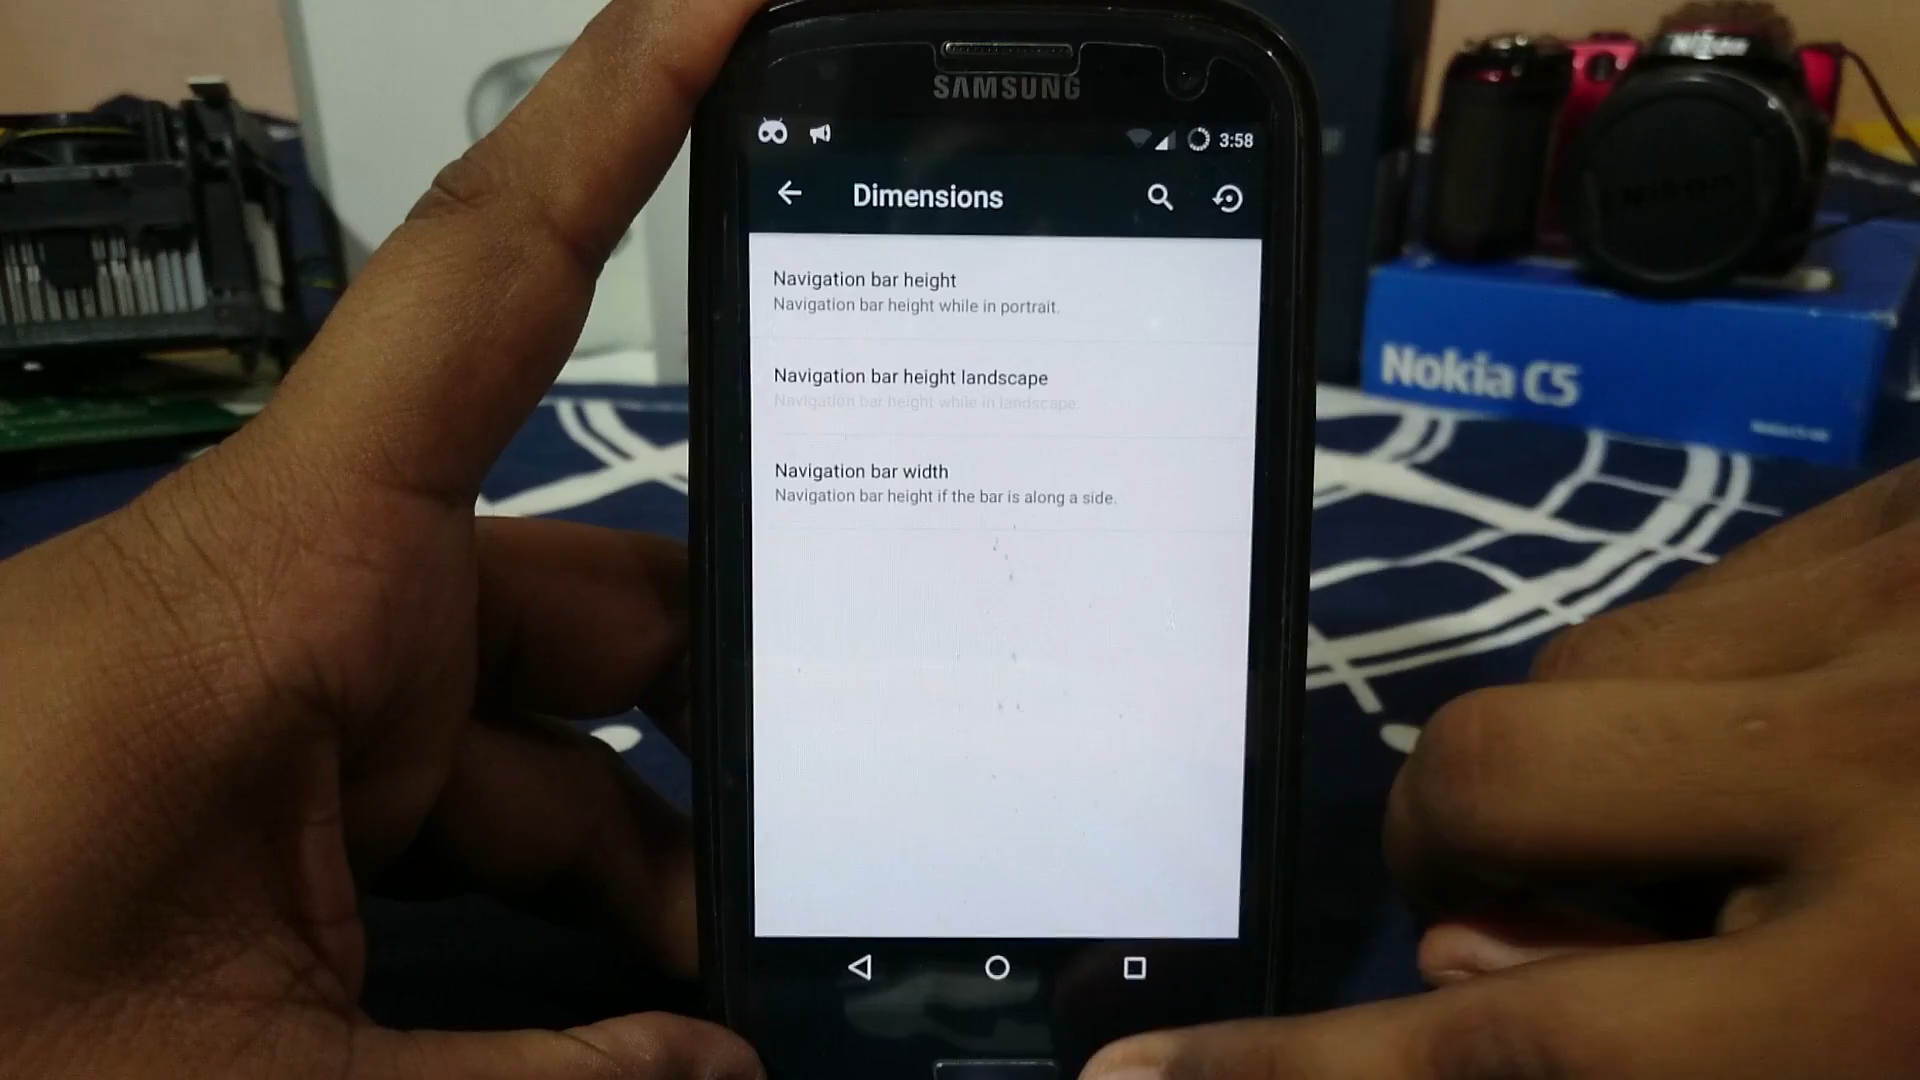 SAMSUNG
3:58
Dimensions
Navigation bar height
Navigation bar height while in portrait.
Navigation bar height landscape
Navigation bar height while in landscape.
Navigation bar width
Navigation bar height if the bar is along a side.
Nikon
Nokia C5